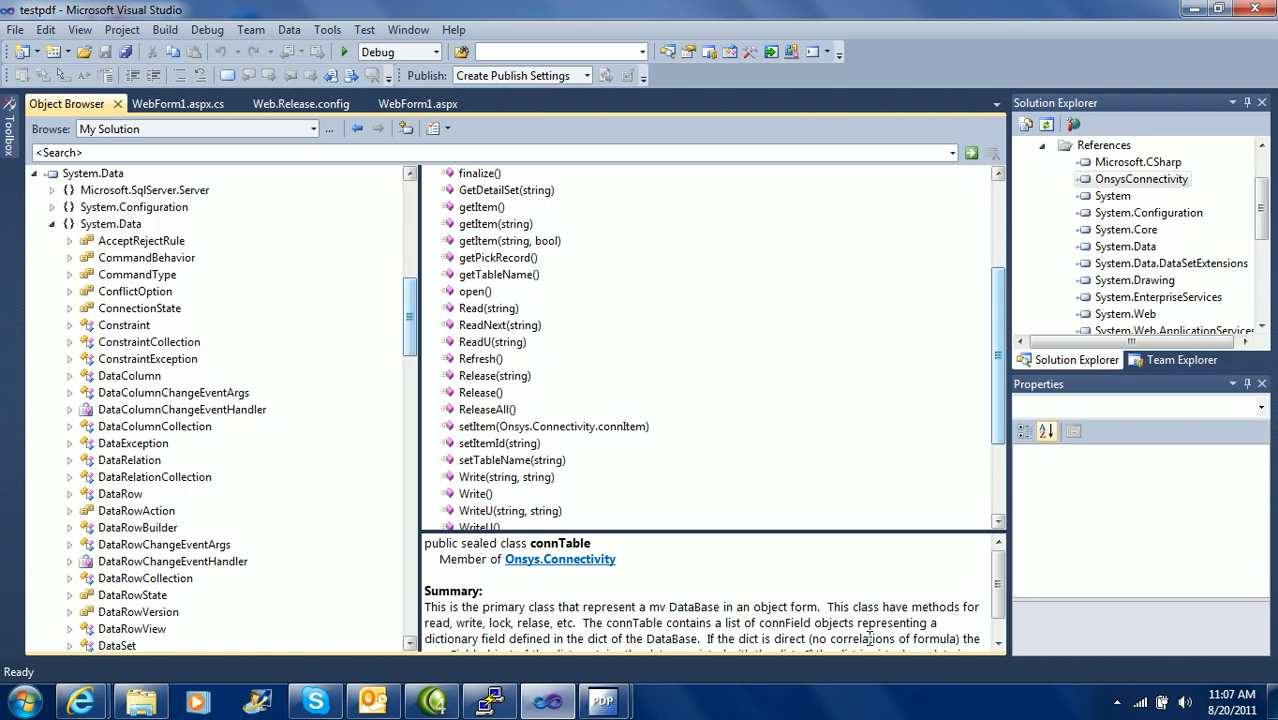 testpdf - Microsoft Visual Studio
File Edit View Project Build Debug Team Data Tools Test Window Help
Debug
Publish: Create Publish Settings
Toolbox
Object Browser WebForm1.aspx.cs Web.Release.config WebForm1.aspx
Browse: My Solution ...
<Search>
System.Data
{} Microsoft.SqlServer.Server
{} System.Configuration
{} System.Data
AcceptRejectRule
CommandBehavior
CommandType
ConflictOption
ConnectionState
Constraint
ConstraintCollection
ConstraintException
DataColumn
DataColumnChangeEventArgs
DataColumnChangeEventHandler
DataColumnCollection
DataException
DataRelation
DataRelationCollection
DataRow
DataRowAction
DataRowBuilder
DataRowChangeEventArgs
DataRowChangeEventHandler
DataRowCollection
DataRowState
DataRowVersion
DataRowView
DataSet
finalize()
GetDetailSet(string)
getItem()
getItem(string)
getItem(string, bool)
getPickRecord()
getTableName()
open()
Read(string)
ReadNext(string)
ReadU(string)
Refresh()
Release(string)
Release()
ReleaseAll()
setItem(Onsys.Connectivity.connItem)
setItemId(string)
setTableName(string)
Write(string, string)
Write()
WriteU(string, string)
WriteU()
public sealed class connTable
Member of Onsys.Connectivity
Summary:
This is the primary class that represent a mv DataBase in an object form. This class have methods for
read, write, lock, relase, etc. The connTable contains a list of connField objects representing a
dictionary field defined in the dict of the DataBase. If the dict is direct (no correlations of formula) the
Solution Explorer
References
Microsoft.CSharp
OnsysConnectivity
System
System.Configuration
System.Core
System.Data
System.Data.DataSetExtensions
System.Drawing
System.EnterpriseServices
System.Web
System.Web.ApplicationServices
Solution Explorer Team Explorer
Properties
Ready
PDP
11:07 AM
8/20/2011